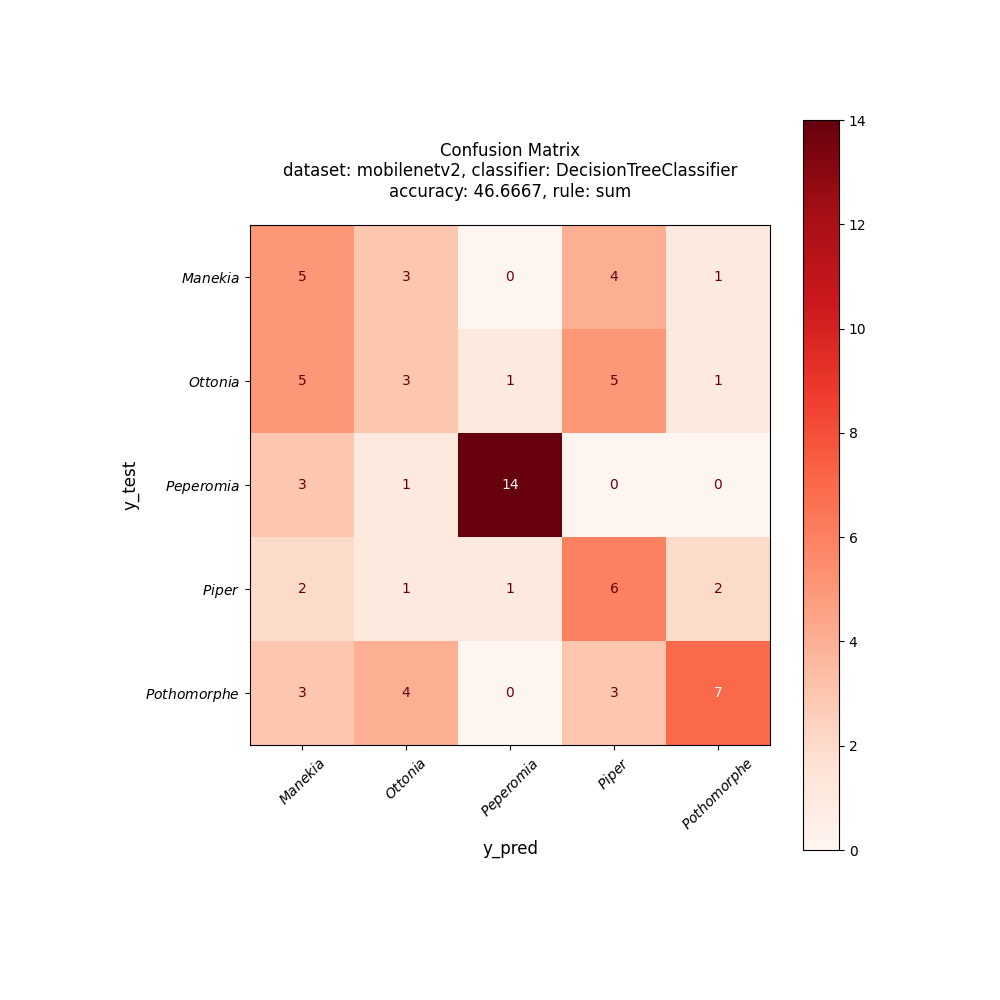 Confusion Matrix
dataset: mobilenetv2, classifier: DecisionTreeClassifier
accuracy: 46.6667, rule: sum
y_test
Manekia 5 3 0 4 1
Ottonia 5 3 1 5 1
Peperomia 3 1 14 0 0
Piper 2 1 1 6 2
Pothomorphe 3 4 0 3 7
Manekia Ottonia Peperomia Piper Pothomorphe
y_pred
14
12
10
8
6
4
2
0